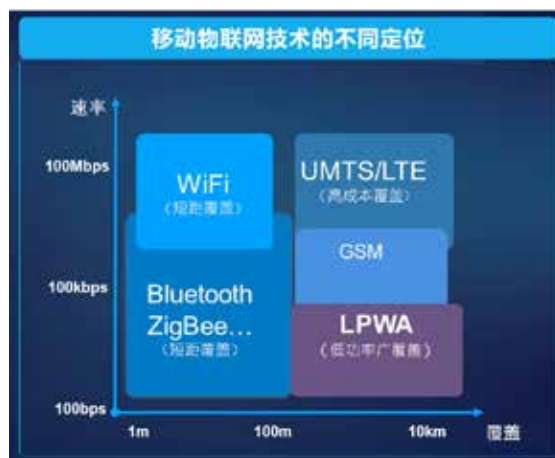 移动物联网技术的不同定位
速率
100Mbps
WiFi
(短距覆盖)
UMTS/LTE
(高成本覆盖)
GSM
100kbps
Bluetooth
ZigBee...
(短距覆盖)
LPWA
(低功率广覆盖)
100bps
1m
100m
10km
覆盖